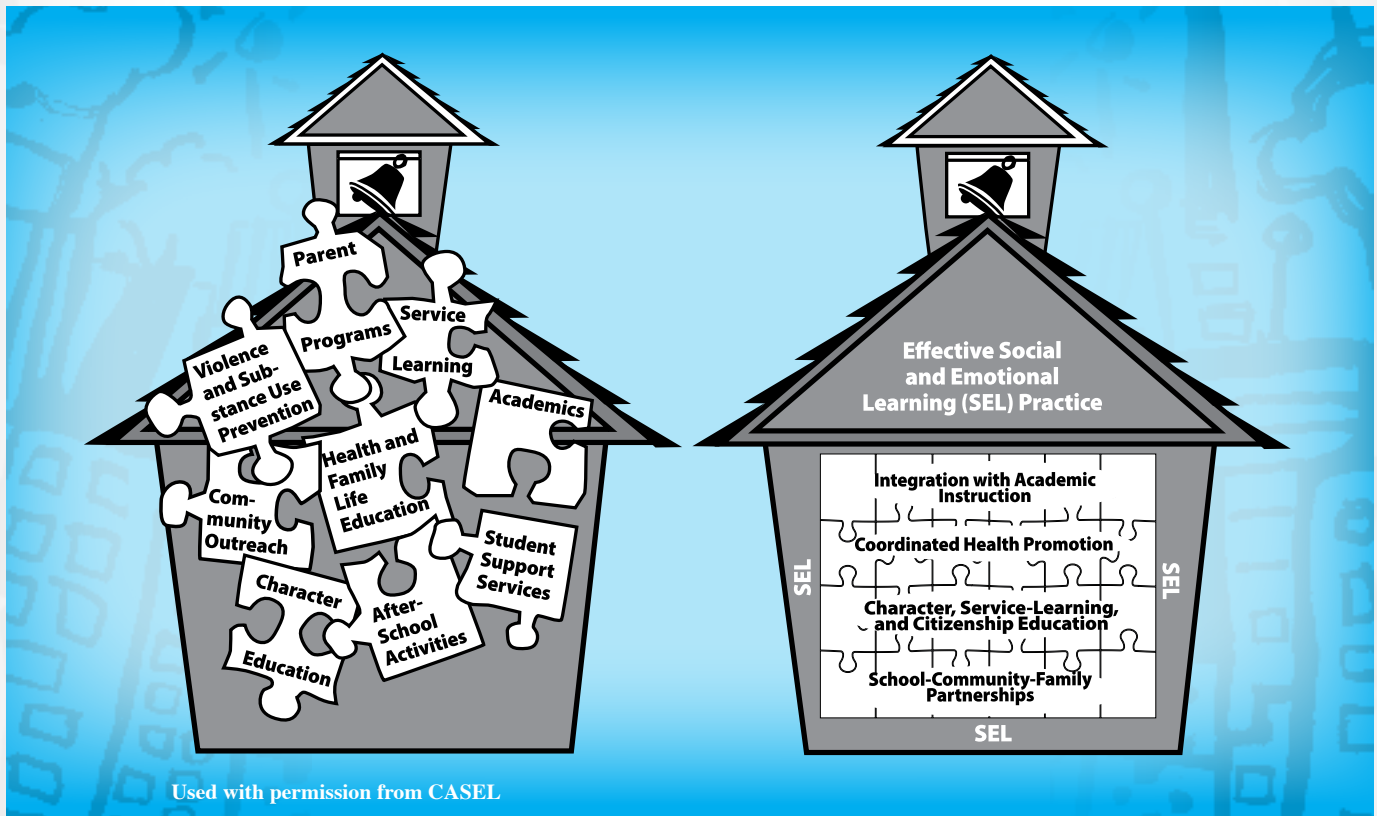 Parent
Programs
Service
Learning
Violence
and Sub-
stance Use
Prevention
Academics
Health and
Family
Life
Education
Com-
munity
Outreach
Student
Support
Services
Character
Education
After-
School
Activities
Effective Social
and Emotional
Learning (SEL) Practice
Integration with Academic
Instruction
Coordinated Health Promotion
Character, Service-Learning,
and Citizenship Education
School-Community-Family
Partnerships
SEL
SEL
SEL
Used with permission from CASEL